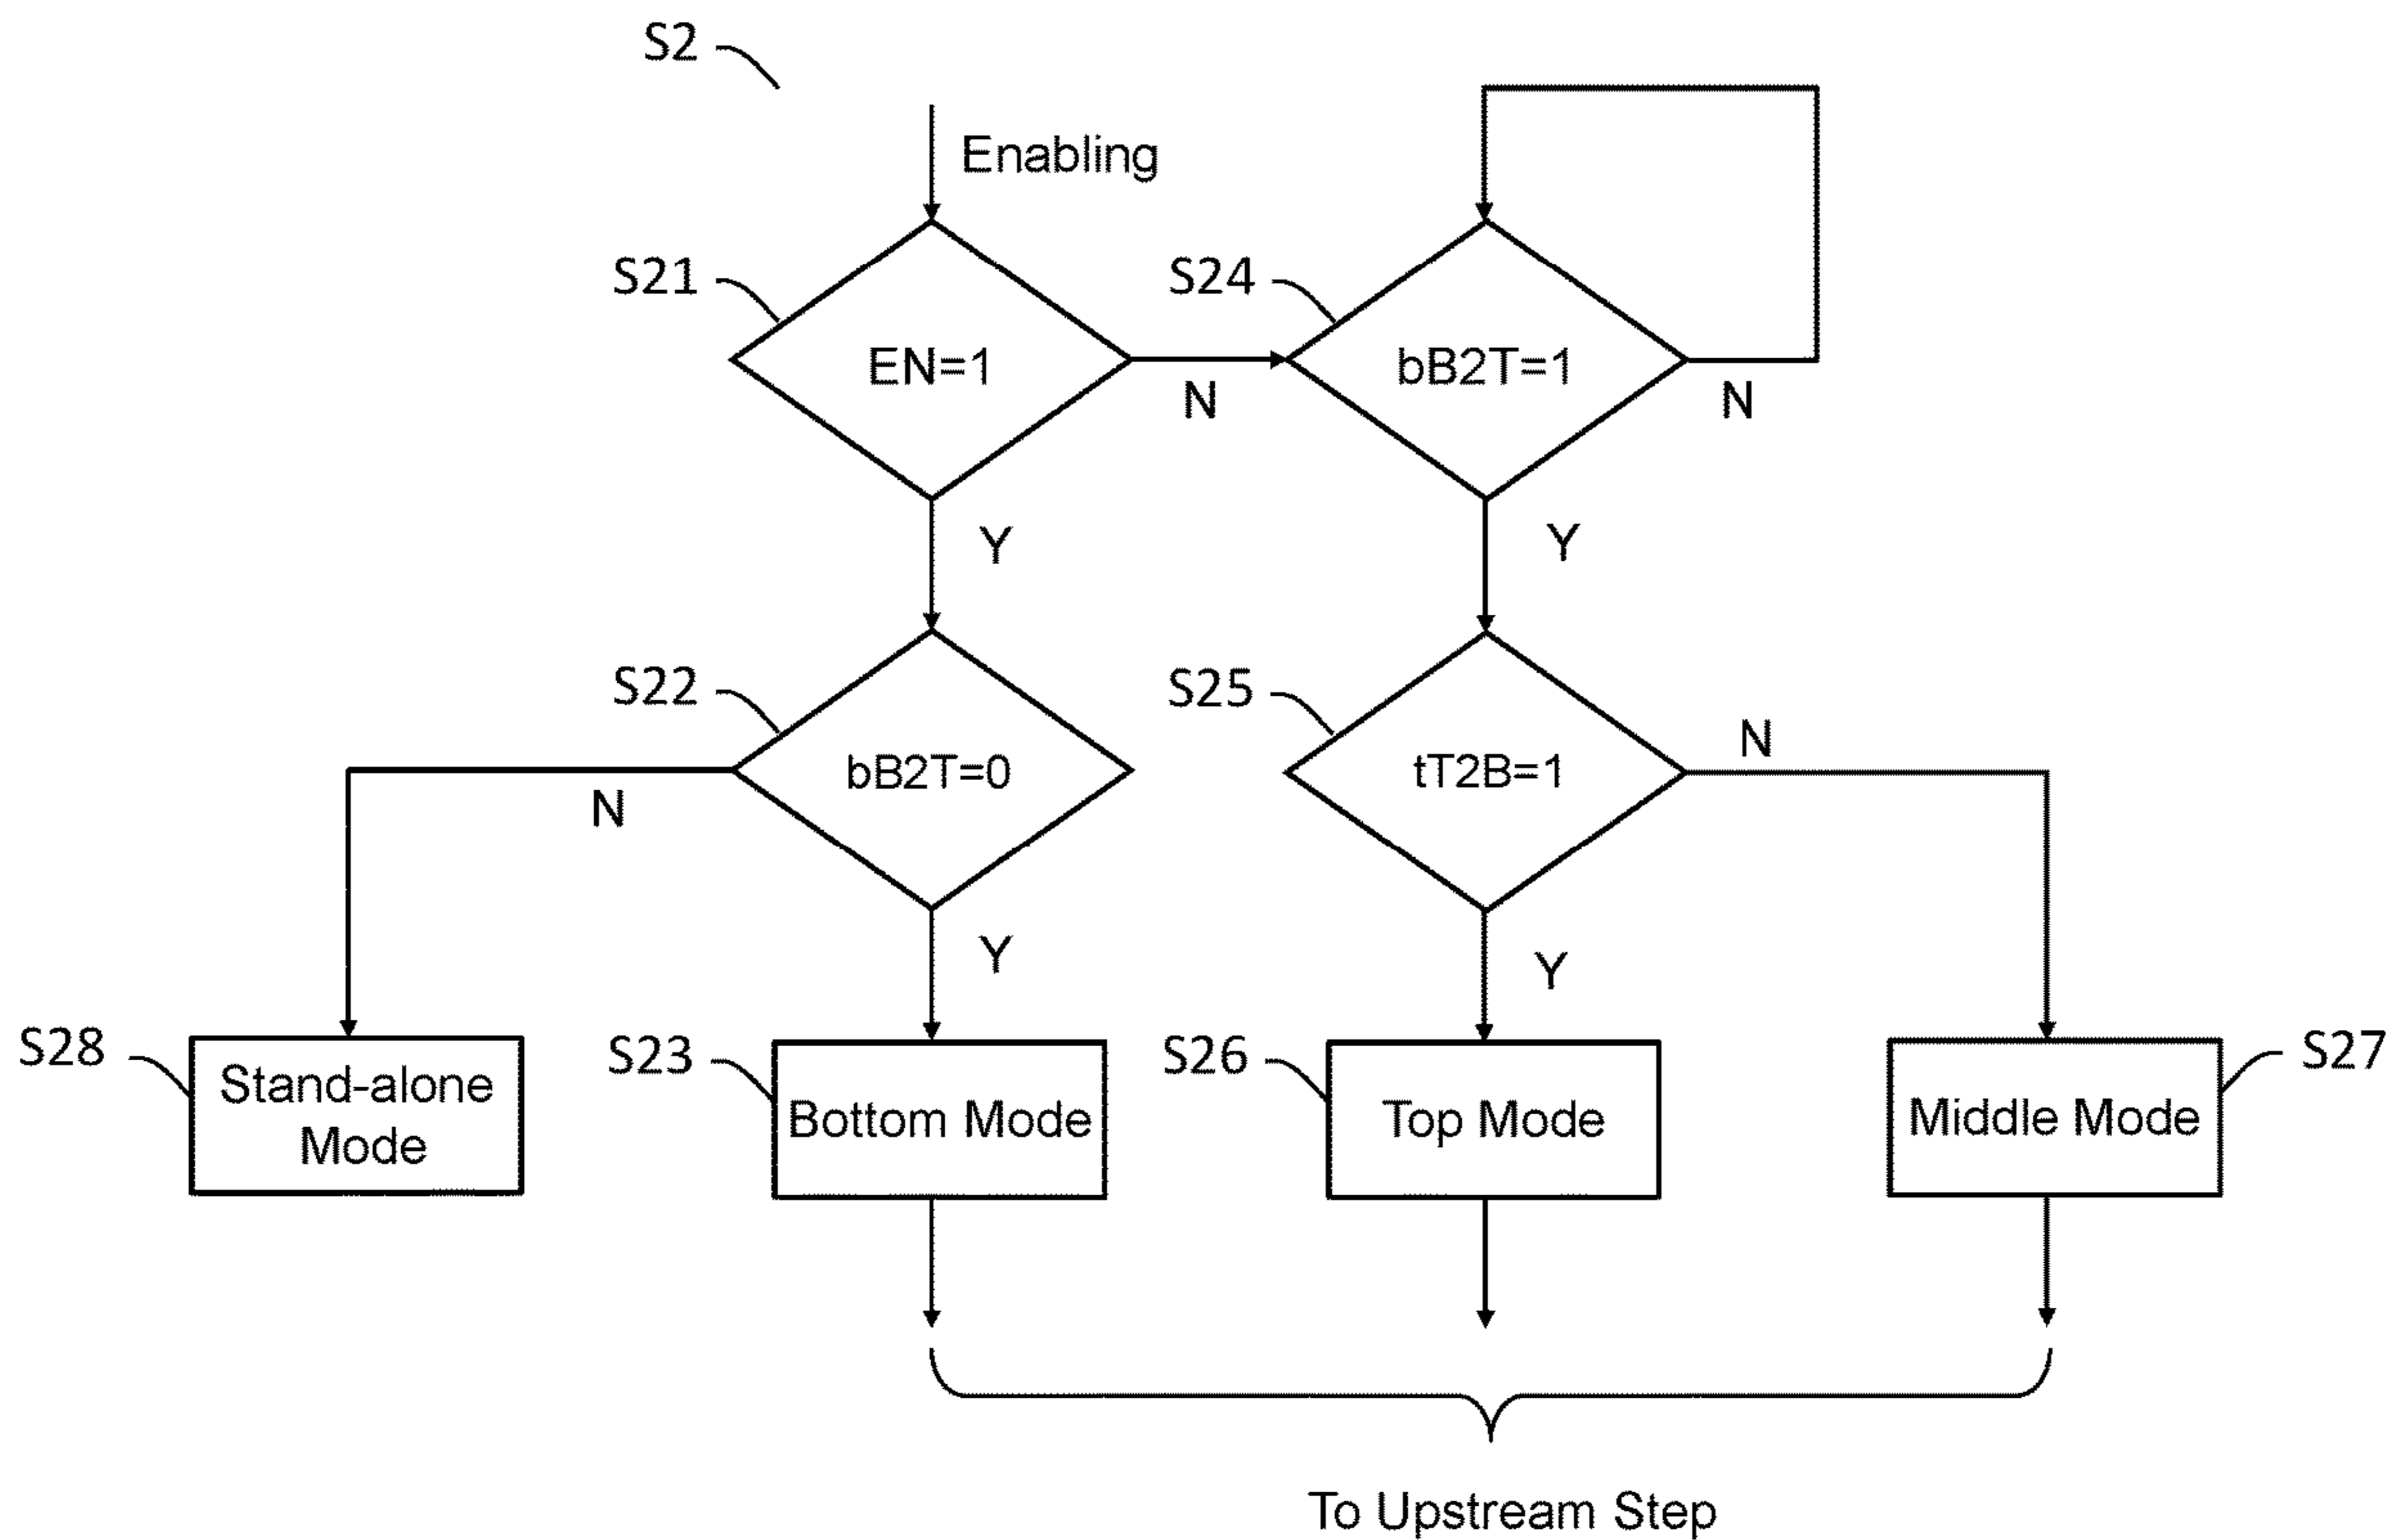 S2
Enabling
S21
S24
EN=1
bB2T=1
N
N
Y
Y
S22
S25
bB2T=0
tT2B=1
N
N
Y
Y
S28
S23
S26
S27
Stand-alone
Mode
Bottom Mode
Top Mode
Middle Mode
To Upstream Step